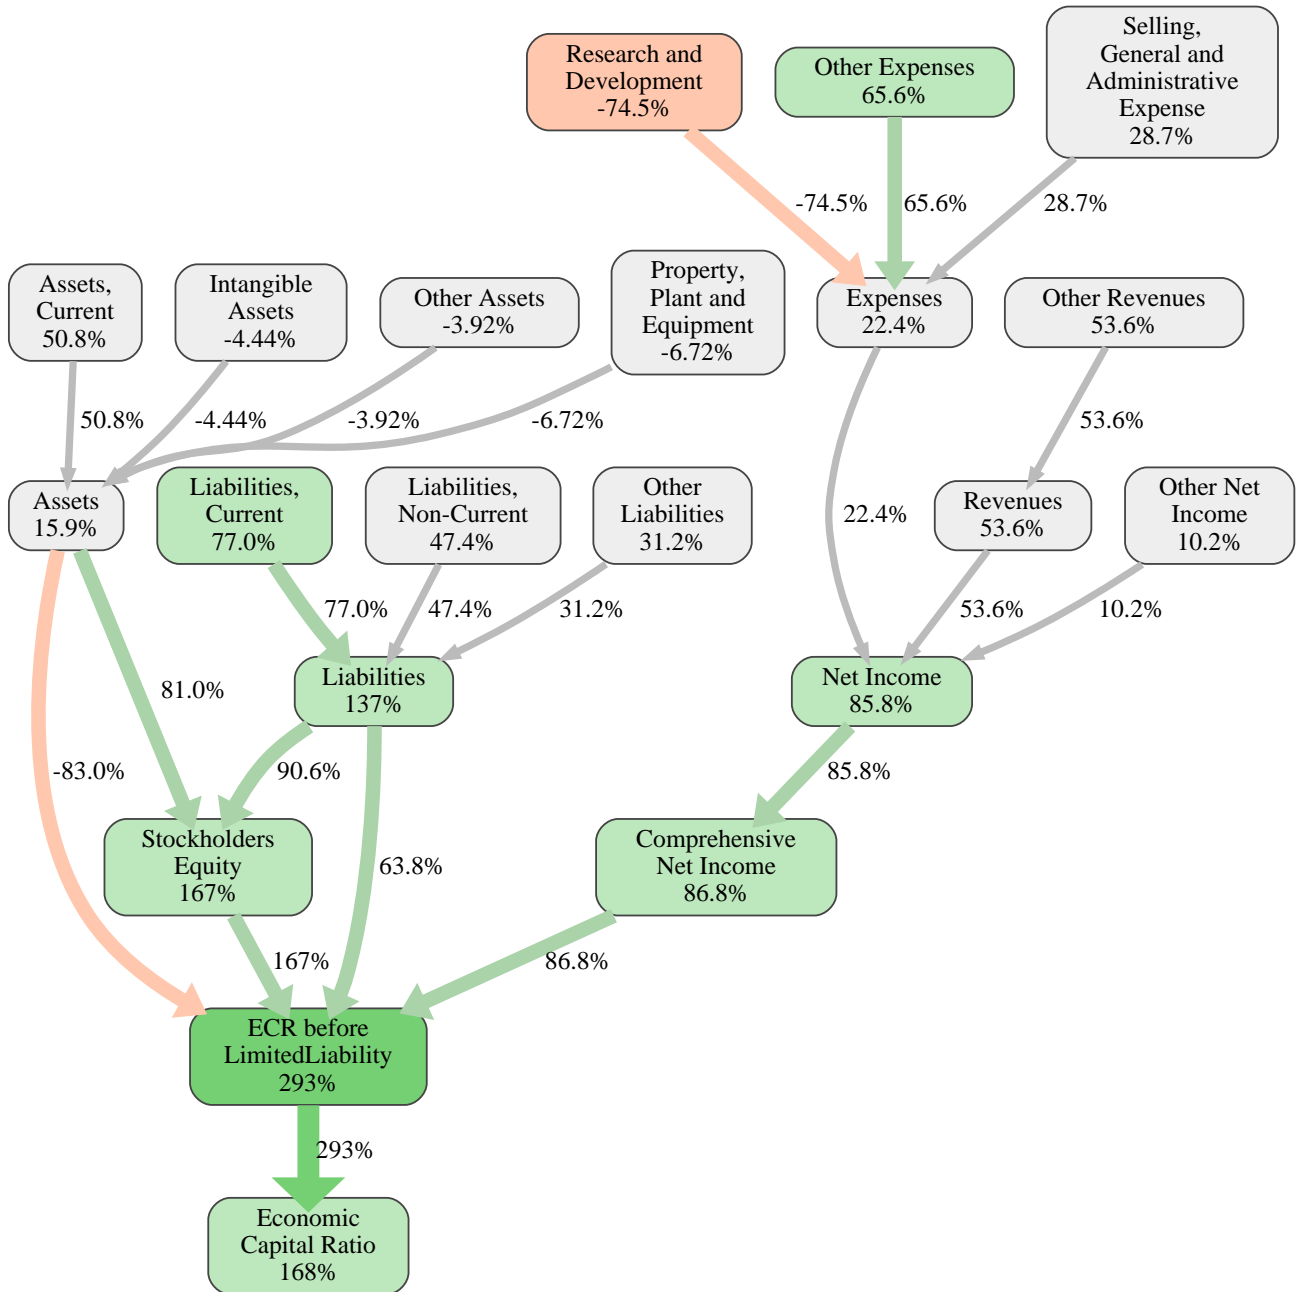 Research and
Development
-74.5%
Other Expenses
65.6%
Selling,
General and
Administrative
Expense
28.7%
-74.5%
65.6%
28.7%
Assets,
Current
50.8%
Intangible
Assets
-4.44%
Other Assets
-3.92%
Property,
Plant and
Equipment
-6.72%
Expenses
22.4%
Other Revenues
53.6%
50.8%
-4.44%
-3.92%
-6.72%
53.6%
Assets
15.9%
Liabilities,
Current
77.0%
Liabilities,
Non-Current
47.4%
Other
Liabilities
31.2%
22.4%
Revenues
53.6%
Other Net
Income
10.2%
77.0%
47.4%
31.2%
53.6%
10.2%
81.0%
Liabilities
137%
Net Income
85.8%
-83.0%
90.6%
85.8%
Stockholders
Equity
167%
63.8%
Comprehensive
Net Income
86.8%
167%
86.8%
ECR before
LimitedLiability
293%
293%
Economic
Capital Ratio
168%